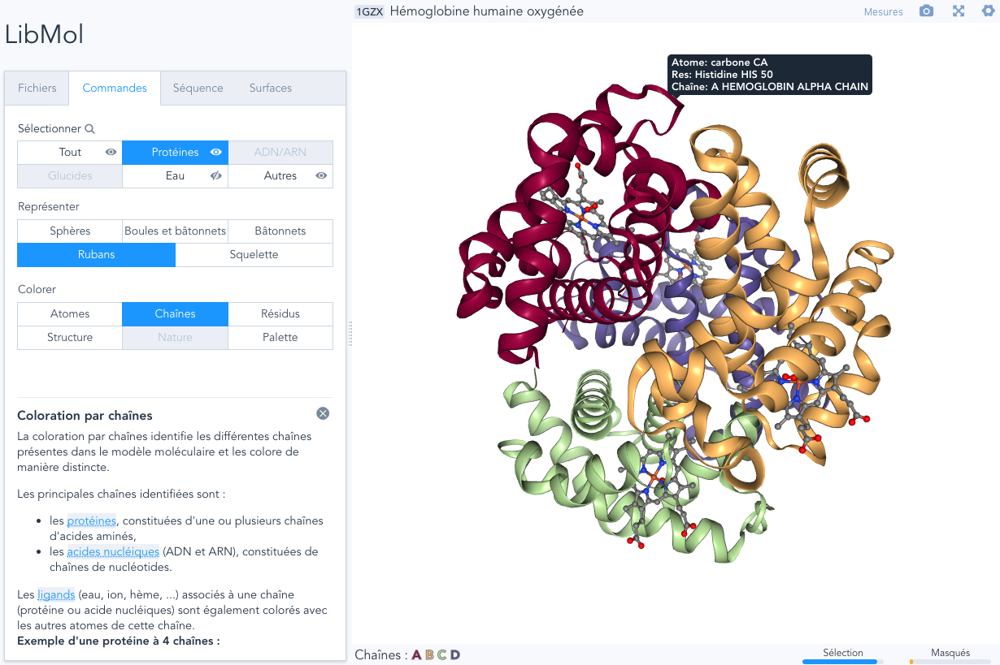 LibMol
Fichiers Commandes Séquence Surfaces
Sélectionner
Tout Protéines ADN/ARN
Glucides Eau Autres
Représenter
Sphères Boules et bâtonnets Bâtonnets
Rubans Squelette
Colorer
Atomes Chaînes Résidus
Structure Nature Palette
Coloration par chaînes
La coloration par chaînes identifie les différentes chaînes
présentes dans le modèle moléculaire et les colore de
manière distincte.
Les principales chaînes identifiées sont :
les protéines, constituées d'une ou plusieurs chaînes
d'acides aminés,
les acides nucléiques (ADN et ARN), constituées de
chaînes de nucléotides.
Les ligands (eau, ion, hème, ...) associés à une chaîne
(protéine ou acide nucléiques) sont également colorés avec
les autres atomes de cette chaîne.
Exemple d'une protéine à 4 chaînes :
1GZX Hémoglobine humaine oxygénée
Mesures
Atome: carbone CA
Res: Histidine HIS 50
Chaîne: A HEMOGLOBIN ALPHA CHAIN
Chaînes : A B C D
Sélection
Masqués